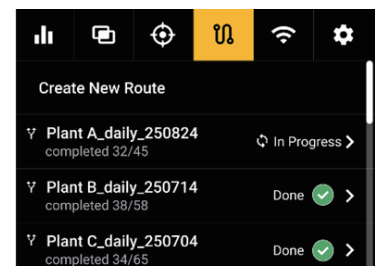 Create New Route
Plant A_daily_250824
completed 32/45
In Progress
Plant B_daily_250714
completed 38/58
Done
Plant C_daily_250704
completed 34/65
Done